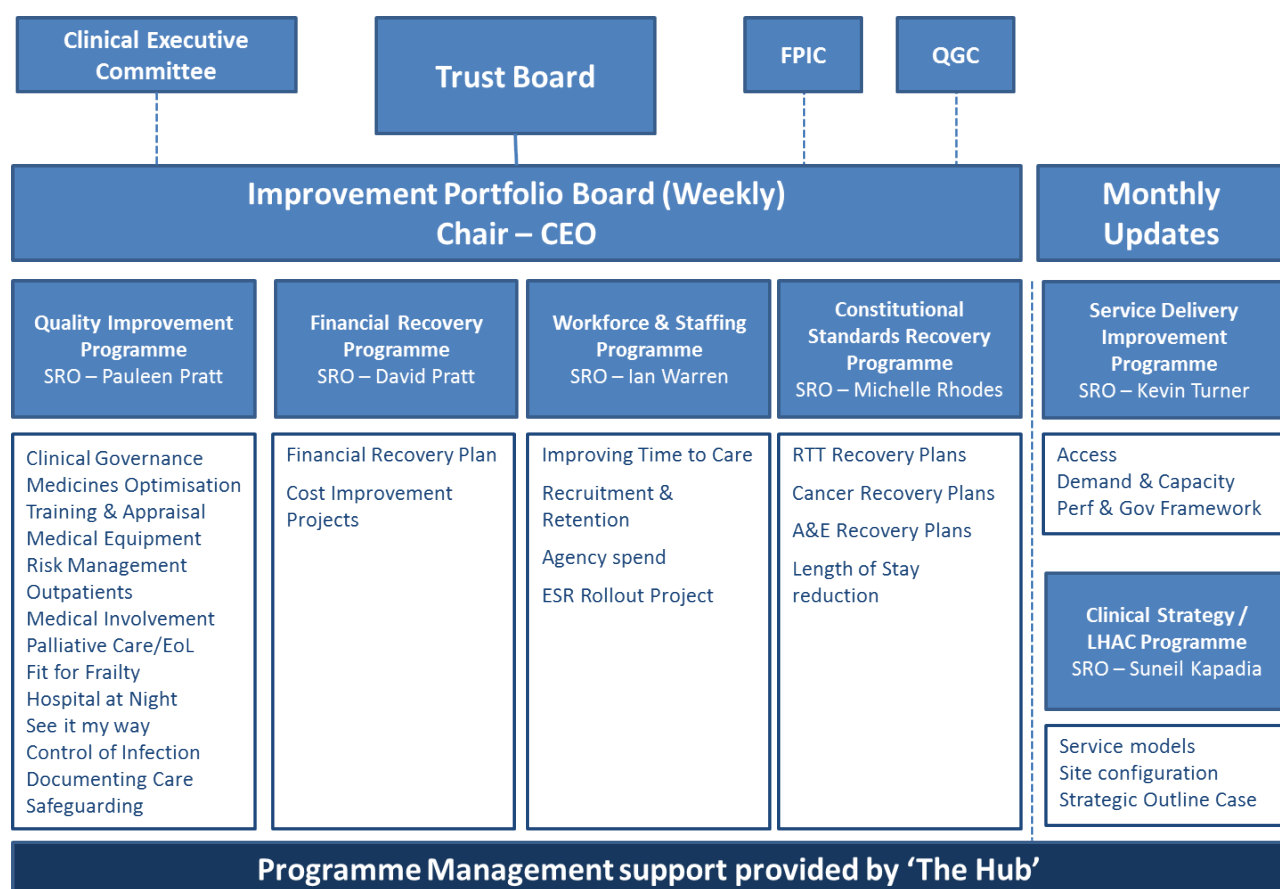 Clinical Executive
Committee
Trust Board
FPIC
QGC
Improvement Portfolio Board (Weekly)
Chair – CEO
Monthly
Updates
Quality Improvement
Programme
SRO – Pauleen Pratt
Financial Recovery
Programme
SRO – David Pratt
Workforce & Staffing
Programme
SRO – Ian Warren
Constitutional
Standards Recovery
Programme
SRO – Michelle Rhodes
Service Delivery
Improvement
Programme
SRO – Kevin Turner
Clinical Governance
Medicines Optimisation
Training & Appraisal
Medical Equipment
Risk Management
Outpatients
Medical Involvement
Palliative Care/EoL
Fit for Frailty
Hospital at Night
See it my way
Control of Infection
Documenting Care
Safeguarding
Financial Recovery Plan
Cost Improvement
Projects
Improving Time to Care
Recruitment &
Retention
Agency spend
ESR Rollout Project
RTT Recovery Plans
Cancer Recovery Plans
A&E Recovery Plans
Length of Stay
reduction
Access
Demand & Capacity
Perf & Gov Framework
Clinical Strategy /
LHAC Programme
SRO – Suneil Kapadia
Service models
Site configuration
Strategic Outline Case
Programme Management support provided by ‘The Hub’